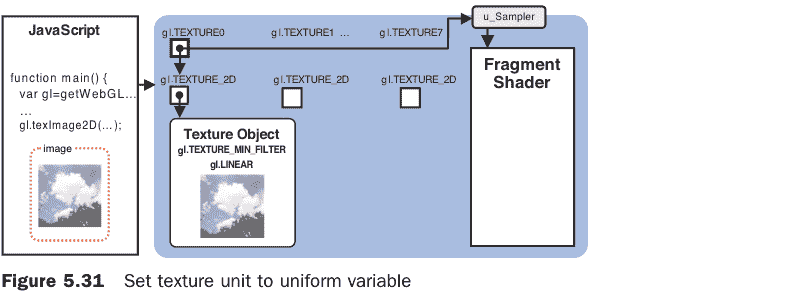 JavaScript
function main() {
var gl=getWebGL...
...
gl.texImage2D(...);
image
gl.TEXTURE0
gl.TEXTURE1 ...
gl.TEXTURE7
u_Sampler
gl.TEXTURE_2D
gl.TEXTURE_2D
gl.TEXTURE_2D
Texture Object
gl.TEXTURE_MIN_FILTER
gl.LINEAR
Fragment
Shader
Figure 5.31 Set texture unit to uniform variable